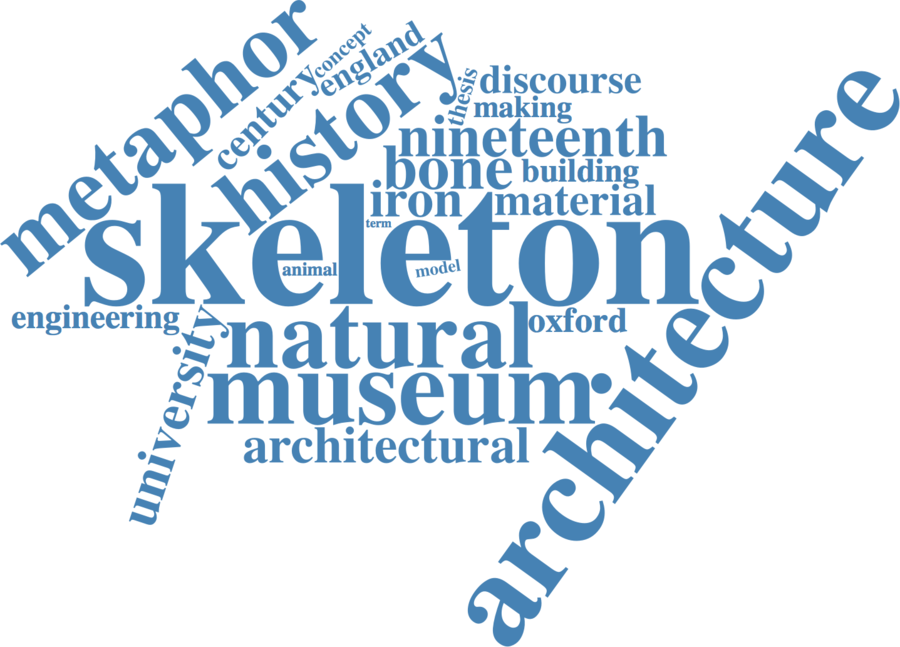 metaphor
concept
england
century
history
thesis
discourse
making
nineteenth
bone
building
iron
material
term
skeleton
animal
model
architecture
engineering
university
natural
oxford
museum
architectural